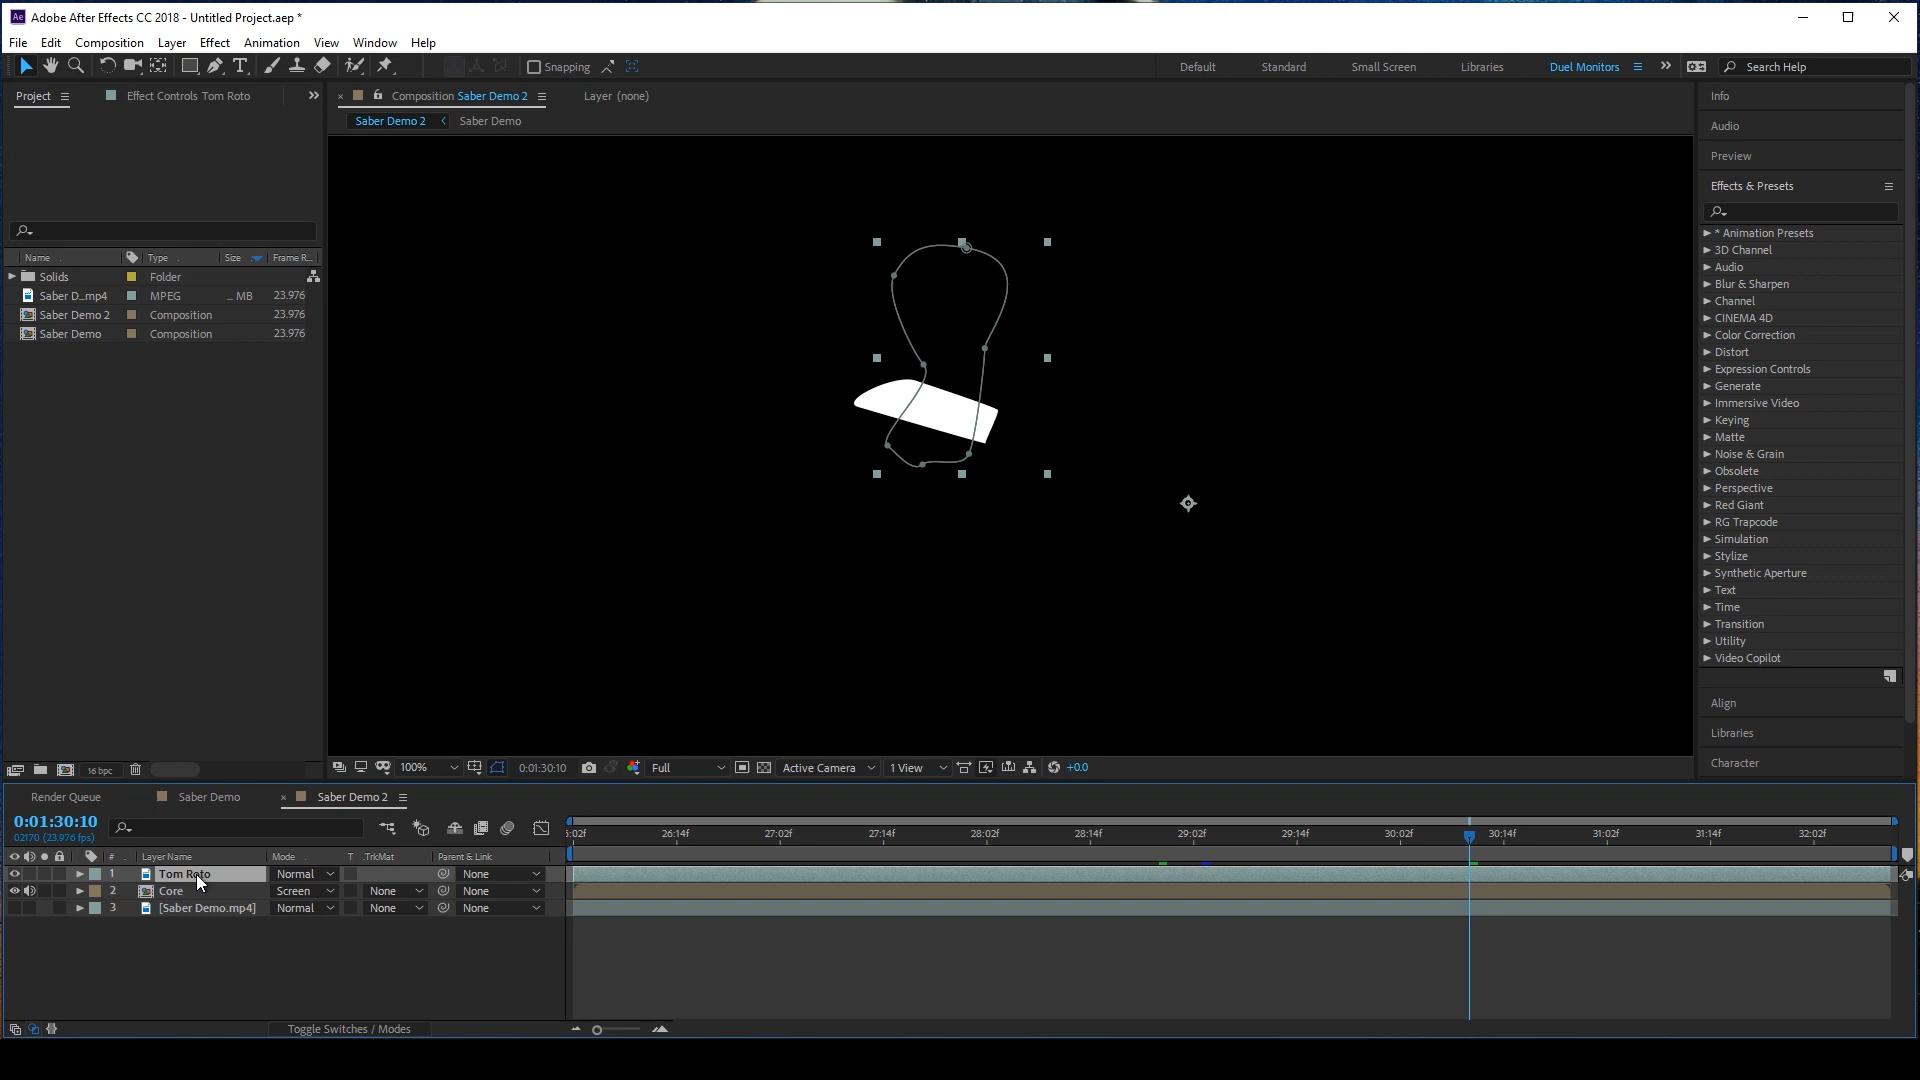 Adobe After Effects CC 2018 - Untitled Project.aep *
File Edit Composition Layer Effect Animation View Window Help
Snapping
Default Standard Small Screen Libraries Duel Monitors Search Help
Project Effect Controls Tom Roto
Composition Saber Demo 2 Layer (none)
Saber Demo 2 Saber Demo
Name Type Size Frame R...
Solids Folder
Saber D...mp4 MPEG ... MB 23.976
Saber Demo 2 Composition 23.976
Saber Demo Composition 23.976
16 bpc
100% 0:01:30:10 Full Active Camera 1 View +0.0
Info
Audio
Preview
Effects & Presets
* Animation Presets
3D Channel
Audio
Blur & Sharpen
Channel
CINEMA 4D
Color Correction
Distort
Expression Controls
Generate
Immersive Video
Keying
Matte
Noise & Grain
Obsolete
Perspective
Red Giant
RG Trapcode
Simulation
Stylize
Synthetic Aperture
Text
Time
Transition
Utility
Video Copilot
Align
Libraries
Character
Render Queue Saber Demo Saber Demo 2
0:01:30:10
02170 (23.976 fps)
5:02f 26:14f 27:02f 27:14f 28:02f 28:14f 29:02f 29:14f 30:02f 30:14f 31:02f 31:14f 32:02f
# Layer Name Mode T .TrkMat Parent & Link
1 Tom Roto Normal None
2 Core Screen None None
3 [Saber Demo.mp4] Normal None None
Toggle Switches / Modes